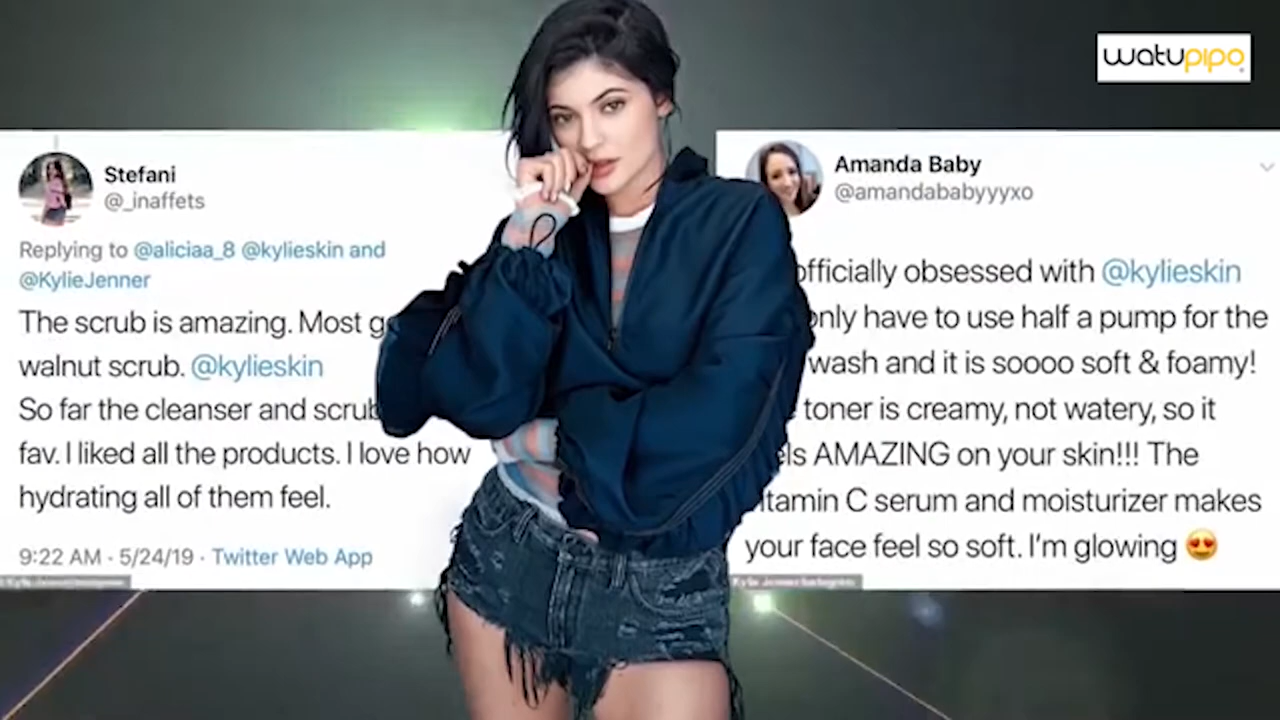 watupipo
Stefani
@_inaffets
Replying to @aliciaa_8 @kylieskin and
@KylieJenner
The scrub is amazing. Most g
walnut scrub. @kylieskin
So far the cleanser and scrub
fav. I liked all the products. I love how
hydrating all of them feel.
9:22 AM · 5/24/19 · Twitter Web App
Amanda Baby
@amandababyyyxo
officially obsessed with @kylieskin
only have to use half a pump for the
wash and it is soooo soft & foamy!
toner is creamy, not watery, so it
els AMAZING on your skin!!! The
itamin C serum and moisturizer makes
your face feel so soft. I'm glowing 😍